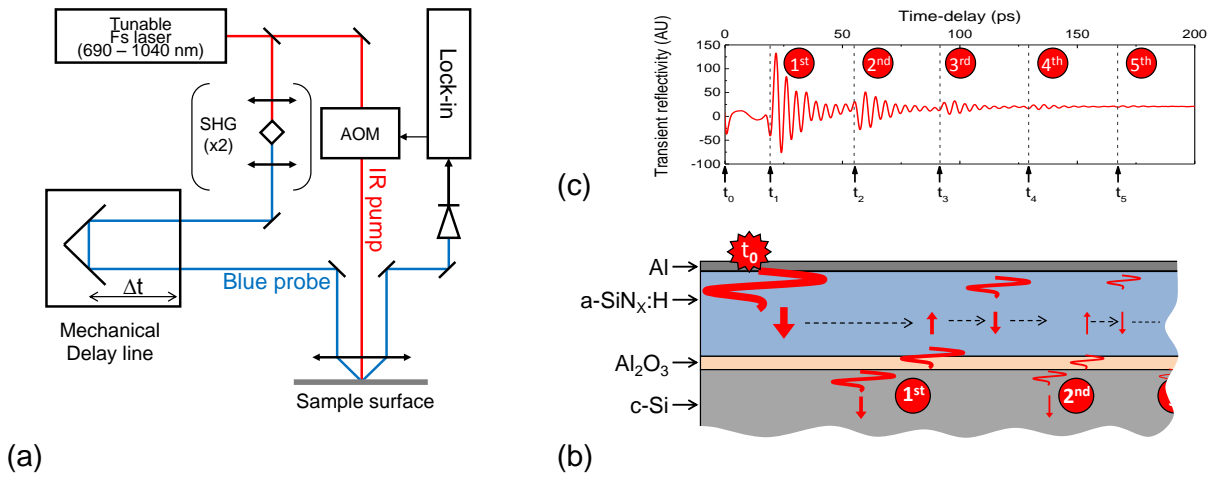 Tunable
Fs laser
(690 – 1040 nm)
SHG
(x2)
AOM
Lock-in
IR pump
Blue probe
Δt
Mechanical
Delay line
Sample surface
(a)
Time-delay (ps)
0 50 100 150 200
Transient reflectivity (AU)
150
100
50
0
-50
-100
1st 2nd 3rd 4th 5th
t0 t1 t2 t3 t4 t5
(c)
t0
Al
a-SiNX:H
Al2O3
c-Si
1st 2nd
(b)